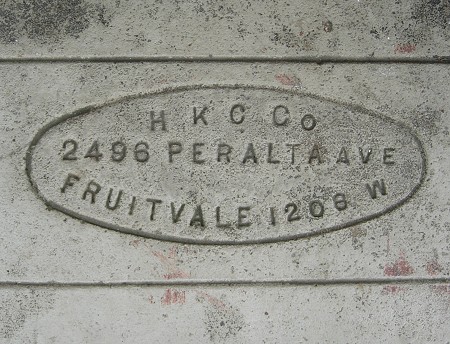 H K C Co
2496 PERALTA AVE
FRUITVALE 1208 W